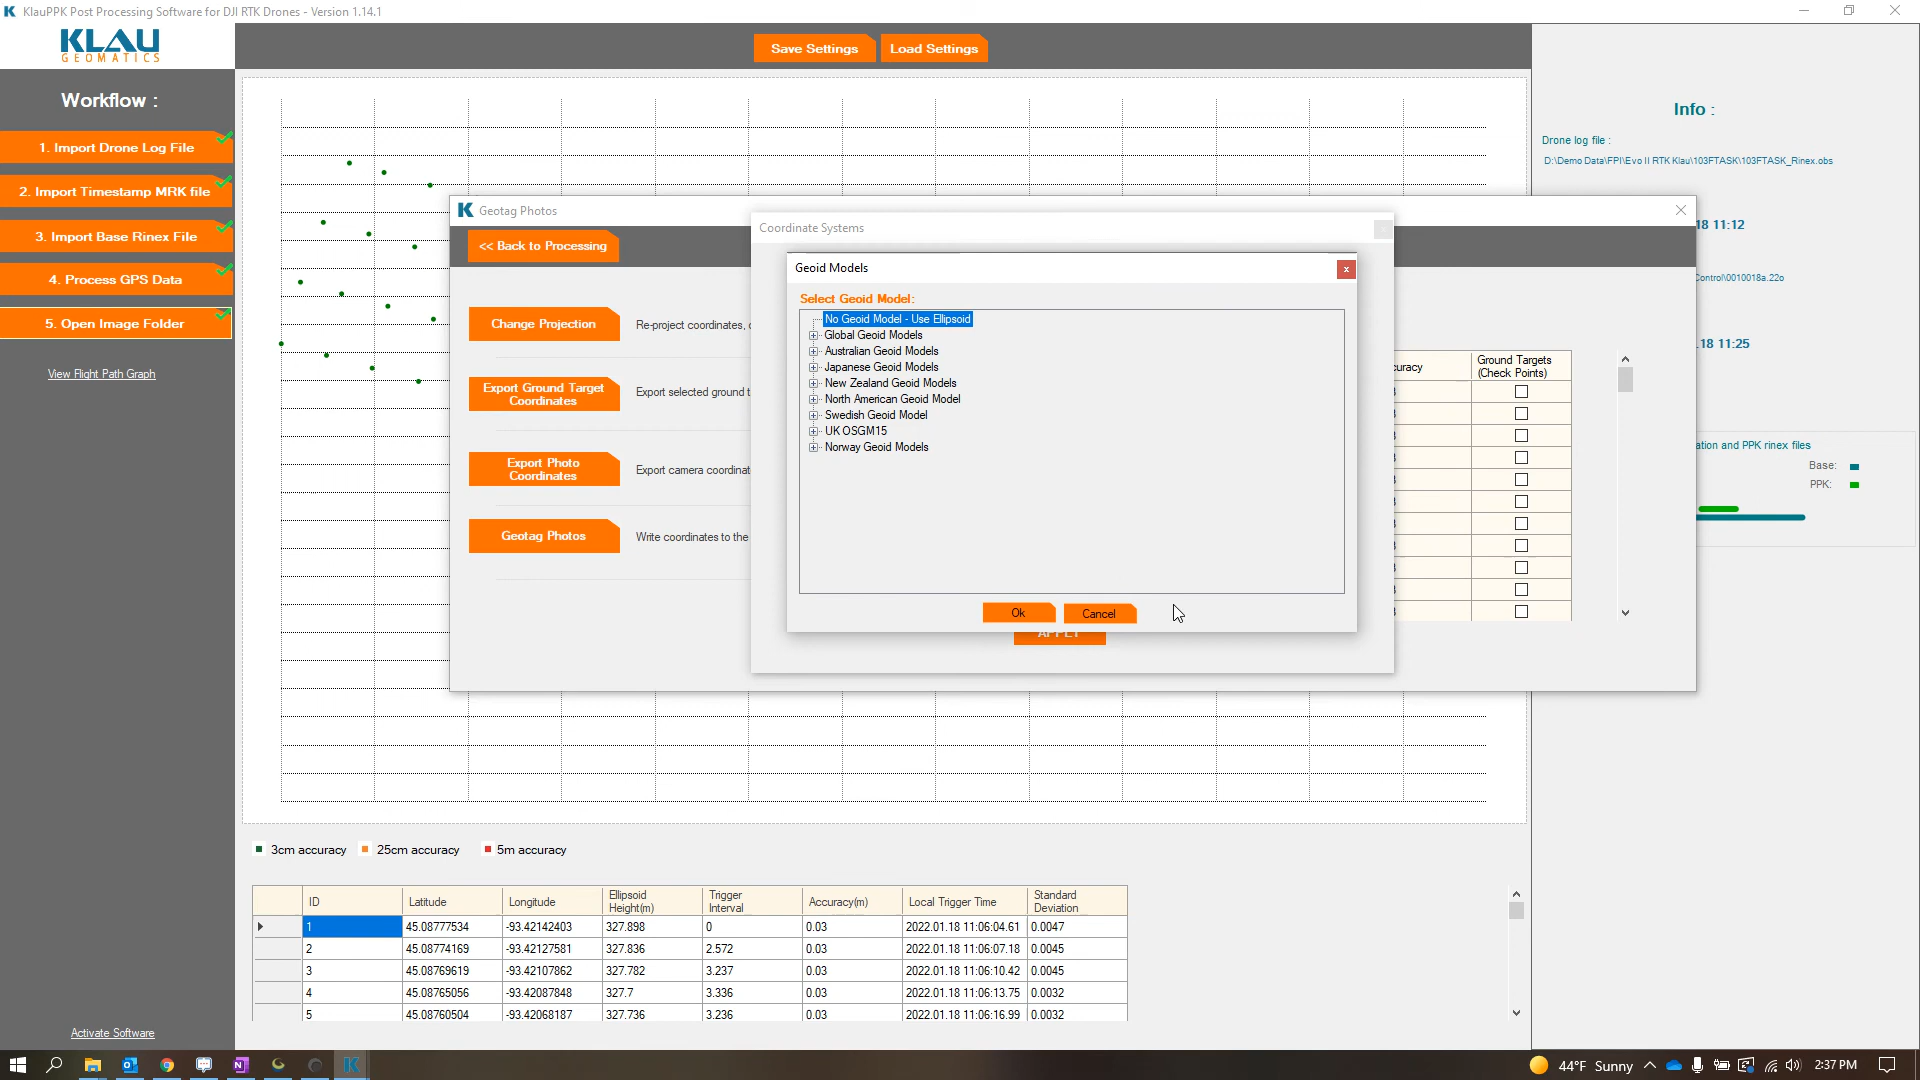 KlauPPK Post Processing Software for DJI RTK Drones - Version 1.14.1
KLAU
GEOMATICS
Save Settings
Load Settings
Workflow :
1. Import Drone Log File
2. Import Timestamp MRK file
3. Import Base Rinex File
4. Process GPS Data
5. Open Image Folder
View Flight Path Graph
Activate Software
Info :
Drone log file :
D:\Demo Data\FPI\Evo II RTK Klau\103FTASK\103FTASK_Rinex.obs
18 11:12
Control\0010018a.22o
.18 11:25
ation and PPK rinex files
Base:
PPK:
K Geotag Photos
<< Back to Processing
Change Projection
Re-project coordinates, c
Export Ground Target
Coordinates
Export selected ground t
Export Photo
Coordinates
Export camera coordinat
Geotag Photos
Write coordinates to the
curacy
Ground Targets
(Check Points)
Coordinate Systems
APPLY
Geoid Models
x
Select Geoid Model:
No Geoid Model - Use Ellipsoid
Global Geoid Models
Australian Geoid Models
Japanese Geoid Models
New Zealand Geoid Models
North American Geoid Model
Swedish Geoid Model
UK OSGM15
Norway Geoid Models
Ok
Cancel
3cm accuracy 25cm accuracy 5m accuracy
ID Latitude Longitude Ellipsoid Height(m) Trigger Interval Accuracy(m) Local Trigger Time Standard Deviation
1 45.08777534 -93.42142403 327.898 0 0.03 2022.01.18 11:06:04.61 0.0047
2 45.08774169 -93.42127581 327.836 2.572 0.03 2022.01.18 11:06:07.18 0.0045
3 45.08769619 -93.42107862 327.782 3.237 0.03 2022.01.18 11:06:10.42 0.0045
4 45.08765056 -93.42087848 327.7 3.336 0.03 2022.01.18 11:06:13.75 0.0032
5 45.08760504 -93.42068187 327.736 3.236 0.03 2022.01.18 11:06:16.99 0.0032
44°F Sunny
2:37 PM